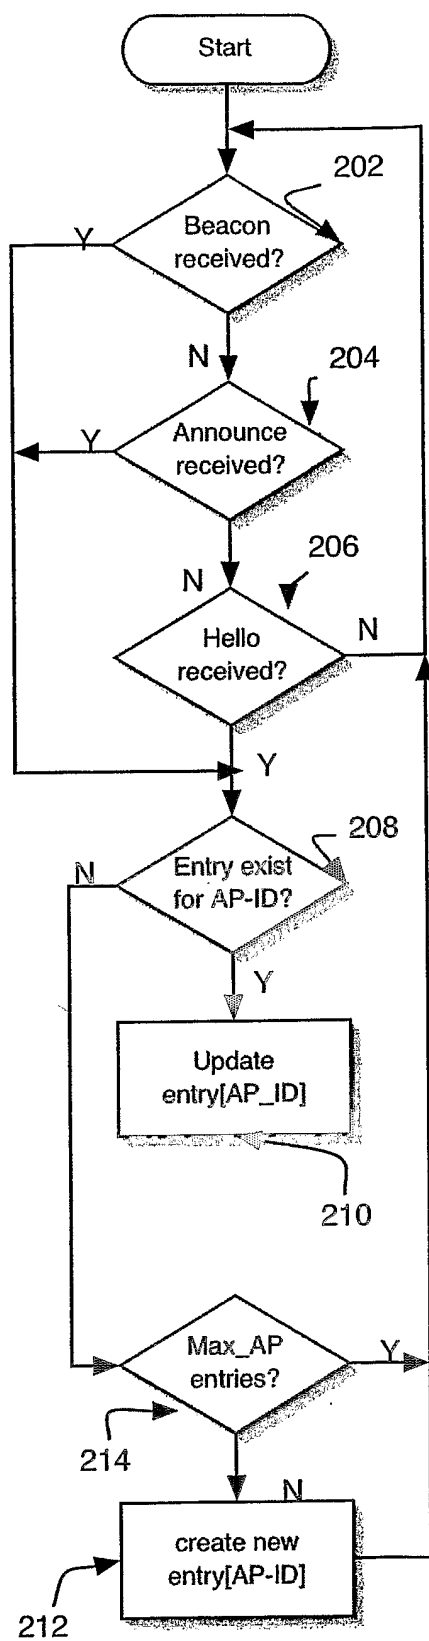 Start
202
Beacon
received?
Y
N
204
Announce
received?
Y
N
206
Hello
received?
N
Y
208
Entry exist
for AP-ID?
N
Y
Update
entry[AP_ID]
210
Max_AP
entries?
Y
214
N
create new
entry[AP-ID]
212